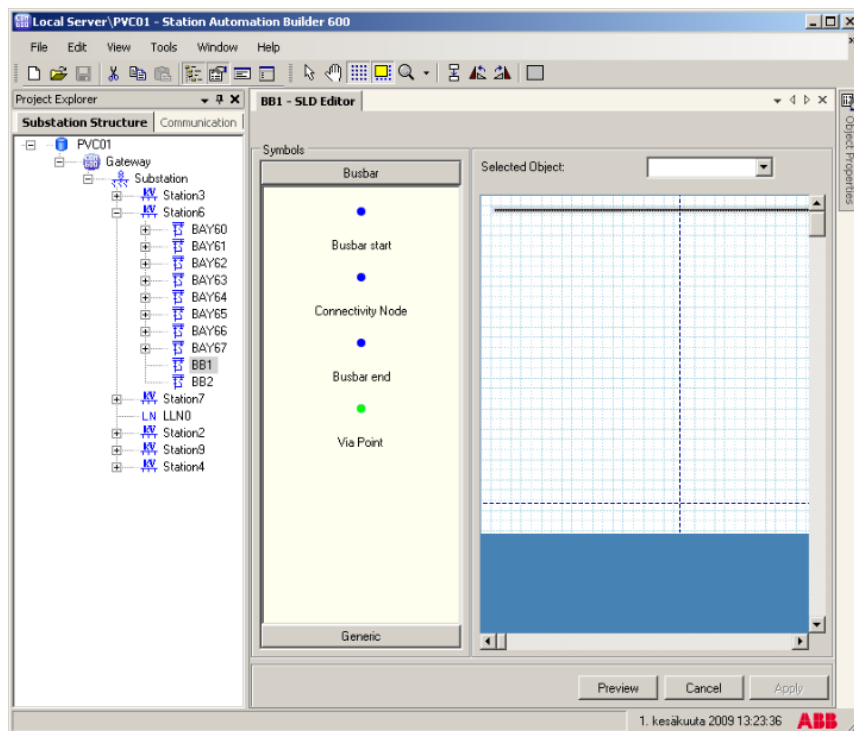 Local Server\PVC01 - Station Automation Builder 600
File Edit View Tools Window Help
Project Explorer
Substation Structure Communication
PVC01
Gateway
Substation
Station3
Station6
BAY60
BAY61
BAY62
BAY63
BAY64
BAY65
BAY66
BAY67
BB1
BB2
Station7
LN LLN0
Station2
Station9
Station4
BB1 - SLD Editor
Symbols
Busbar
Busbar start
Connectivity Node
Busbar end
Via Point
Generic
Selected Object:
Object Properties
Preview Cancel Apply
1. kesäkuuta 2009 13:23:36 ABB